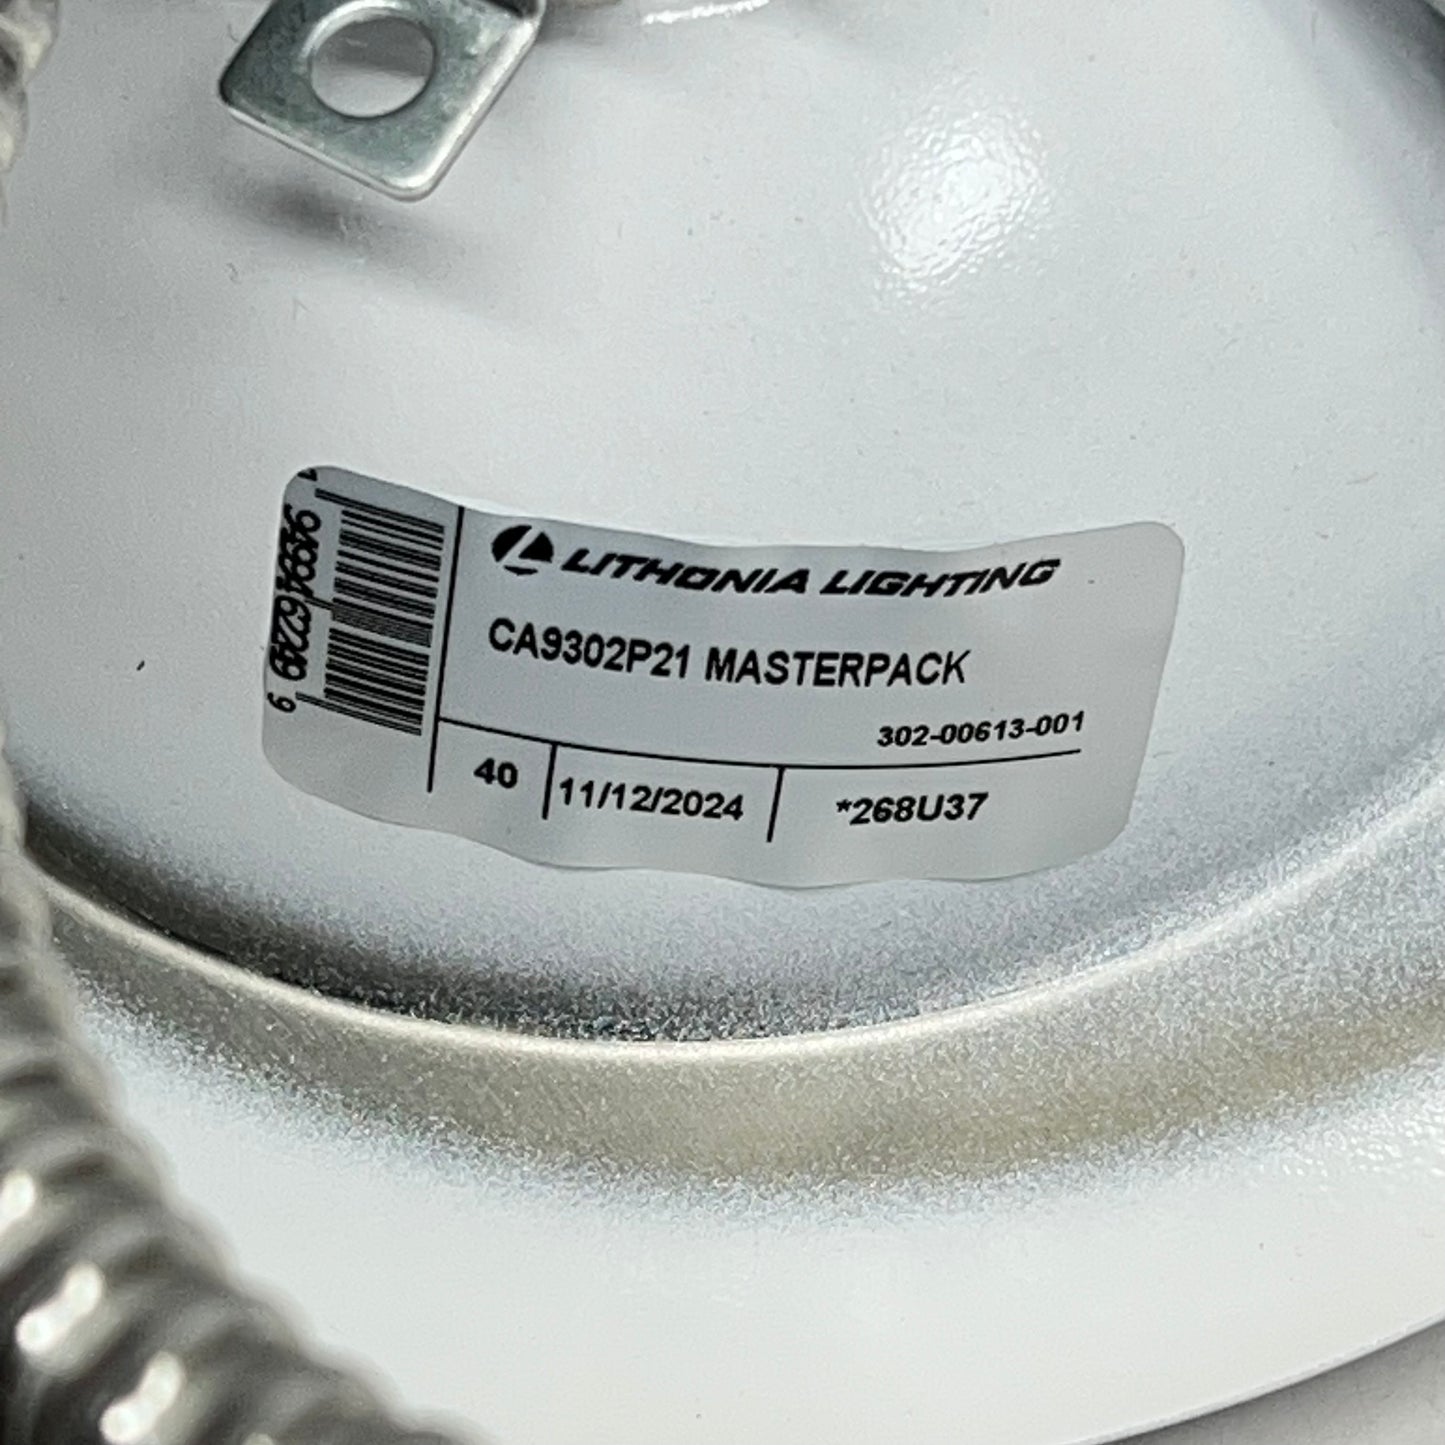 LITHONIA LIGHTING
CA9302P21 MASTERPACK
302-00613-001
40 11/12/2024 *268U37